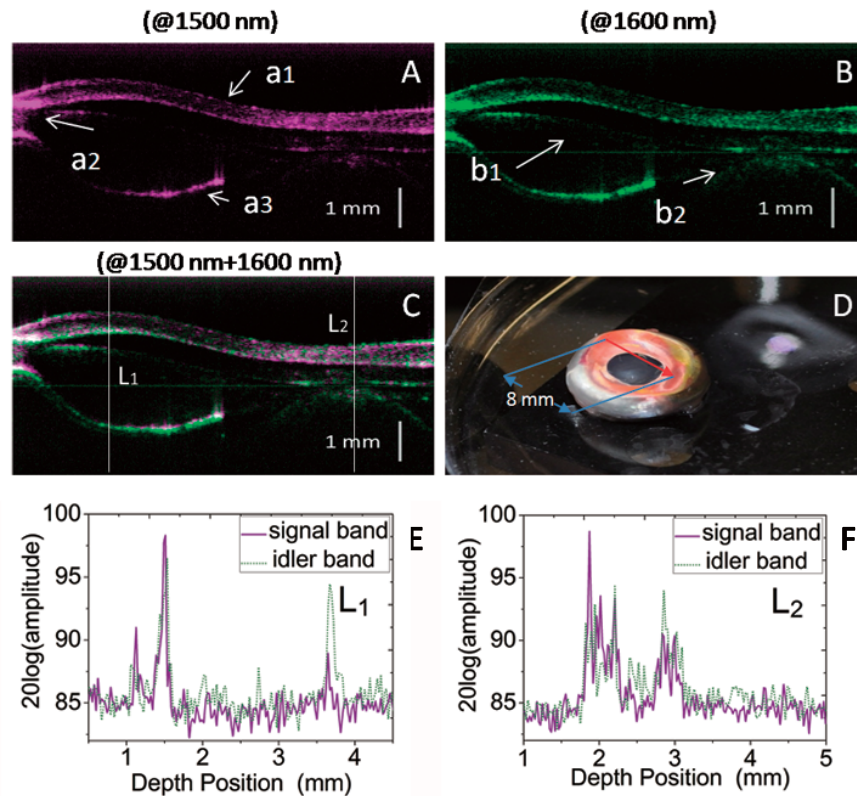 (@1500 nm)
(@1600 nm)
A
a1
a2
a3
1 mm
B
b1
b2
1 mm
(@1500 nm+1600 nm)
C
L2
L1
1 mm
D
8 mm
100
95
90
85
20log(amplitude)
signal band
idler band
E
L1
1 2 3 4
Depth Position (mm)
100
95
90
85
20log(amplitude)
signal band
idler band
F
L2
1 2 3 4 5
Depth Position (mm)